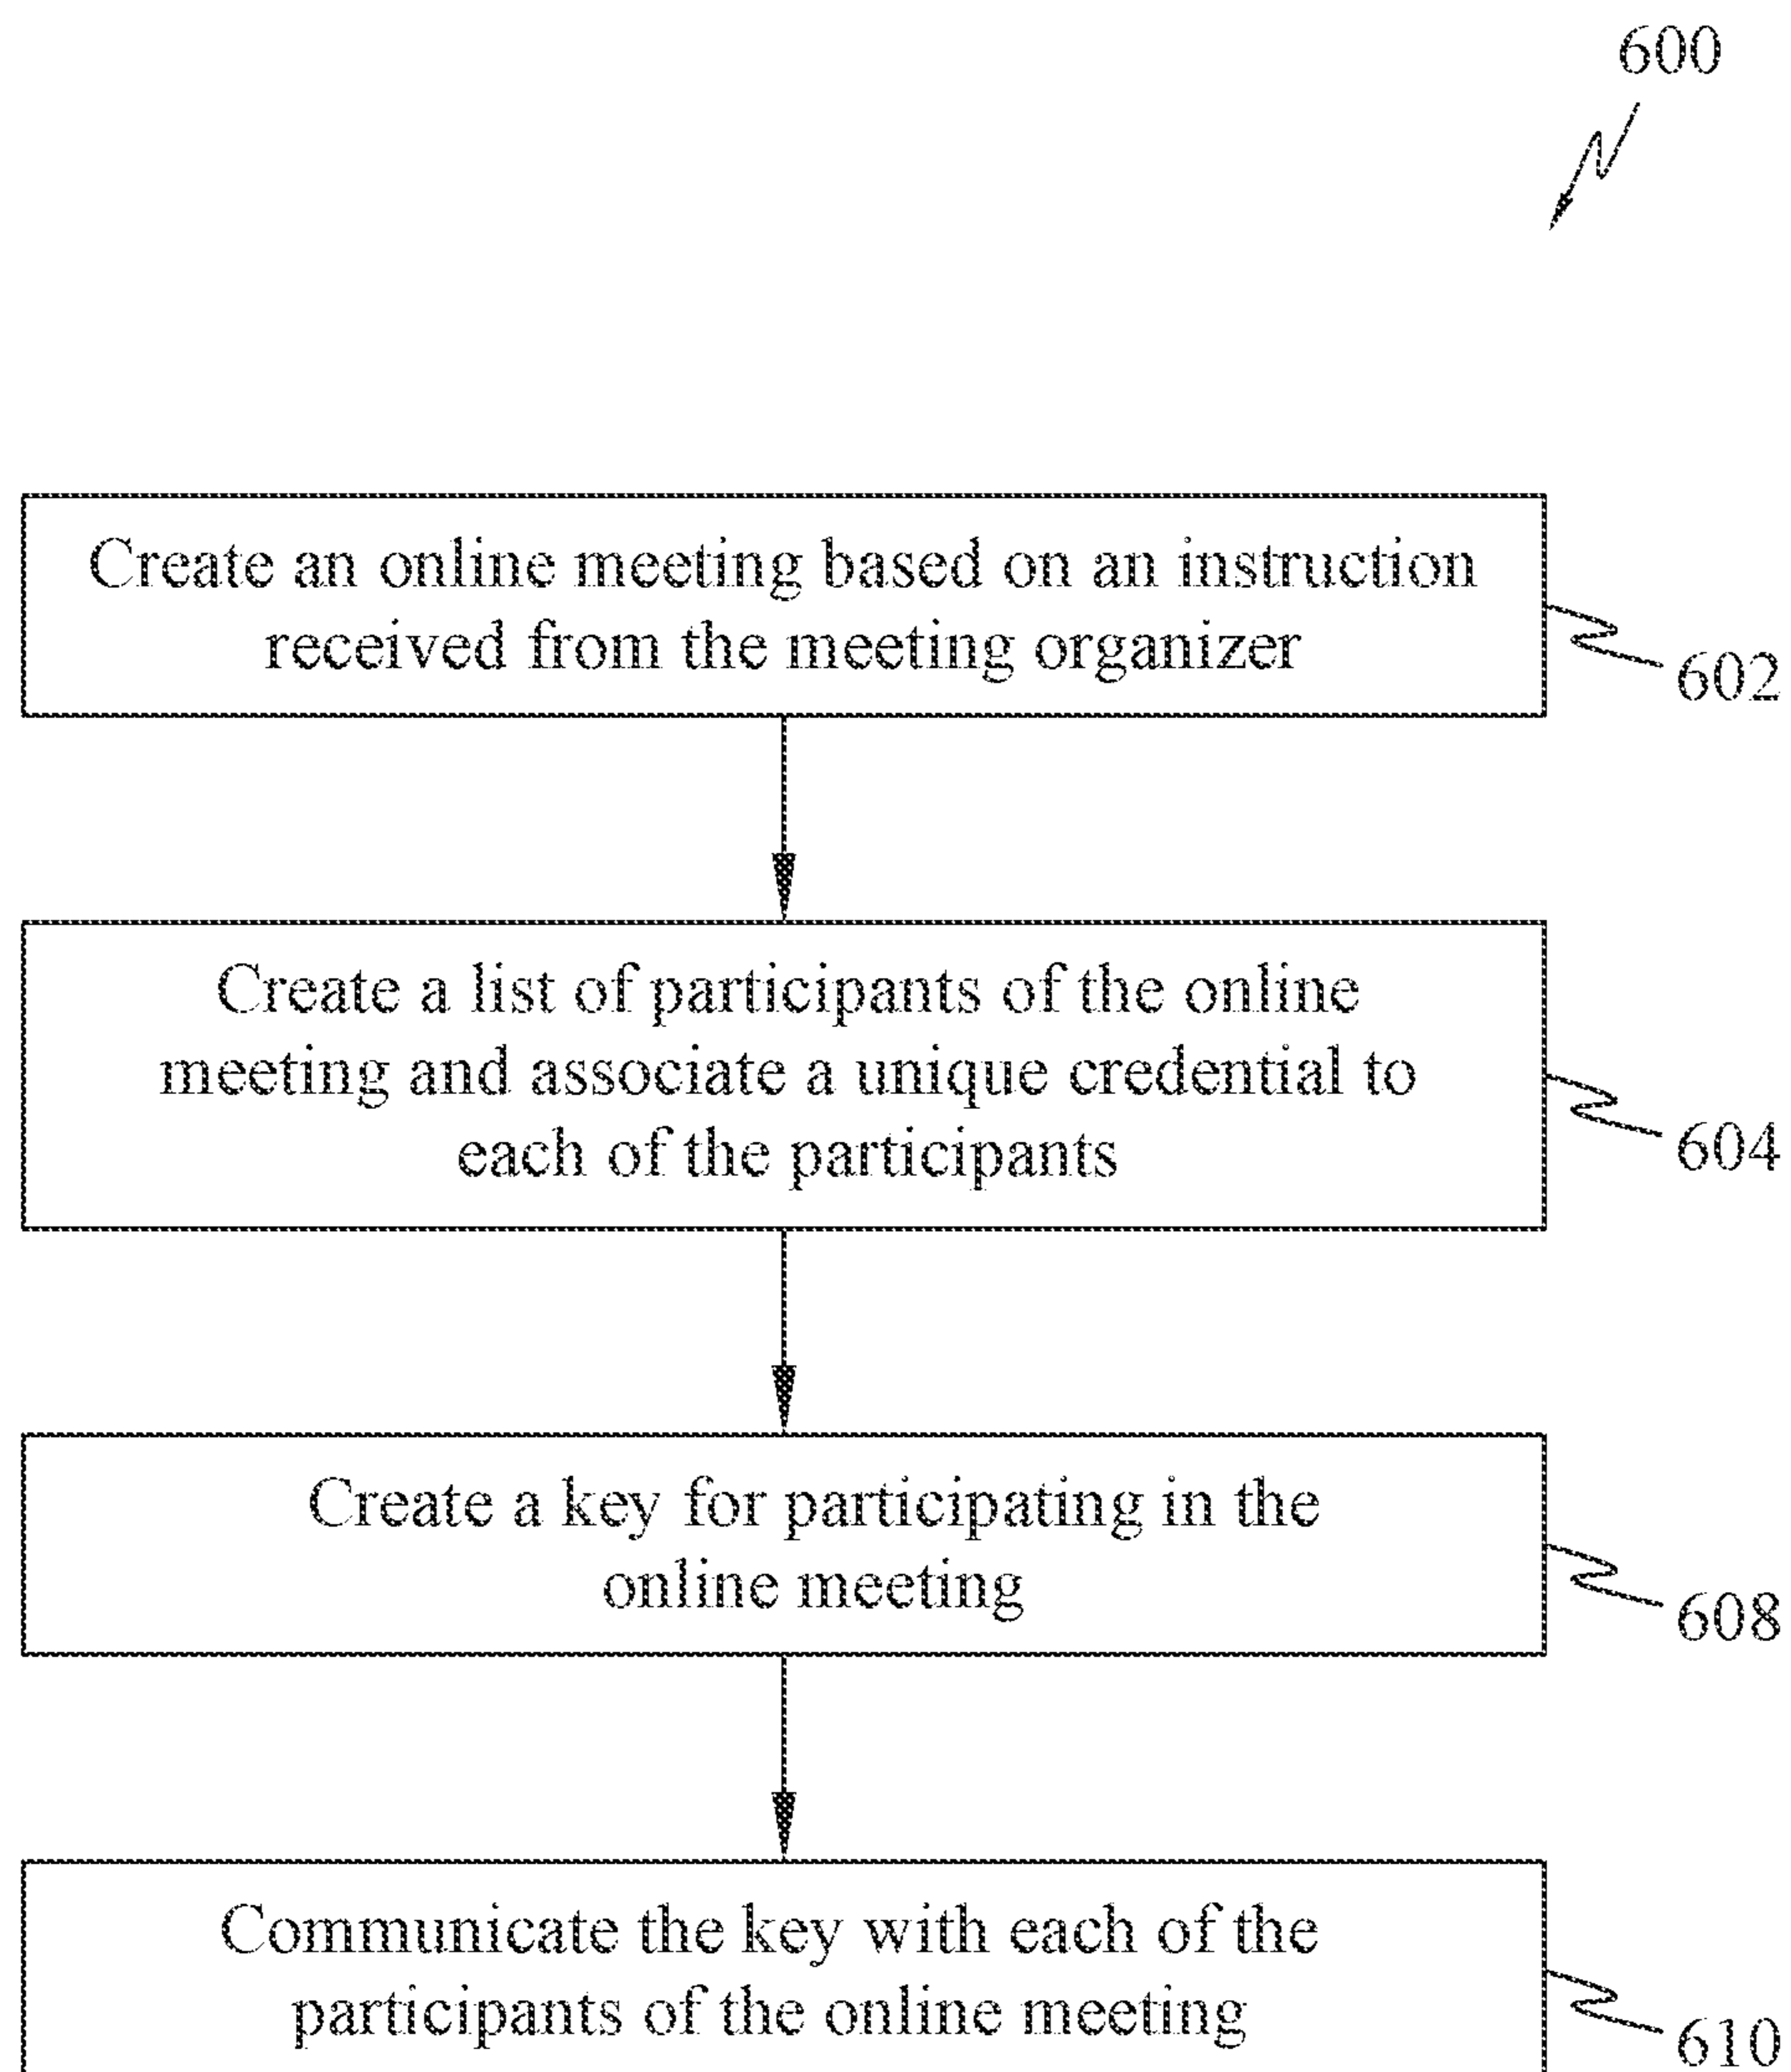 600
Create an online meeting based on an instruction
received from the meeting organizer
602
Create a list of participants of the online
meeting and associate a unique credential to
each of the participants
604
Create a key for participating in the
online meeting
608
Communicate the key with each of the
participants of the online meeting
610